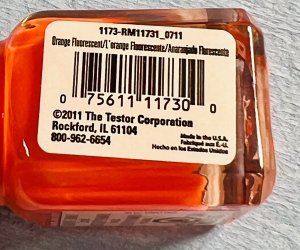 1173-RM11731_0711
Orange Fluorescent/L'orange Fluorescente/Anaranjado Florescente
0 75611 11730 0
©2011 The Testor Corporation
Rockford, IL 61104
800-962-6654
Made in the U.S.A.
Fabriqué aux É.-U.
Hecho en los Estados Unidos